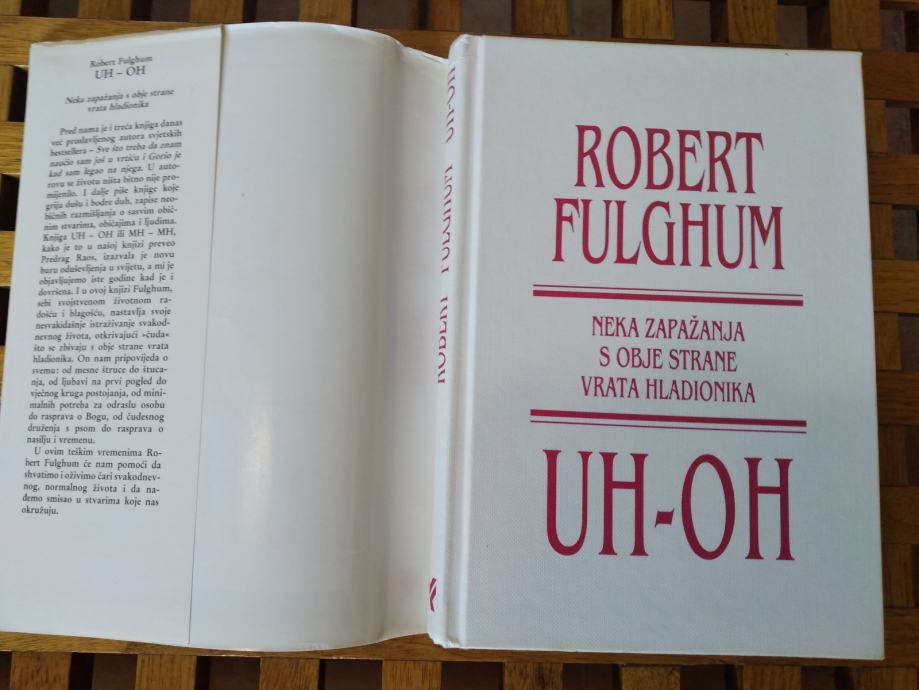 Robert Fulghum
UH – OH
Neka zapažanja s obje strane
vrata hladionika
Pred nama je i treća knjiga danas
već proslavljenog autora svjetskih
bestsellera – Sve što treba da znam
naučio sam još u vrtiću i Gorio je
kad sam legao na njega. U auto-
rovu se životu ništa bitno nije pro-
mijenilo. I dalje piše knjige koje
griju dušu i bodre duh, zapise neo-
bičnih razmišljanja o sasvim obič-
nim stvarima, običajima i ljudima.
Knjiga UH – OH ili MH – MH,
kako je to u našoj knjizi preveo
Predrag Raos, izazvala je novu
buru oduševljenja u svijetu, a mi je
objavljujemo iste godine kad je i
dovršena. I u ovoj knjizi Fulghum,
sebi svojstvenom životnom ra-
došću i blagošću, nastavlja svoje
nesvakidašnje istraživanje svakod-
nevnog života, otkrivajući »čuda«
što se zbivaju s obje strane vrata
hladionika. On nam pripovijeda o
svemu: od mesne štruce do štuca-
nja, od ljubavi na prvi pogled do
vječnog kruga postojanja, od mini-
malnih potreba za odraslu osobu
do rasprava o Bogu, od čudesnog
druženja s psom do rasprava o
nasilju i vremenu.
U ovim teškim vremenima Ro-
bert Fulghum će nam pomoći da
shvatimo i oživimo čari svakodnev-
nog, normalnog života i da na-
đemo smisao u stvarima koje nas
okružuju.
ROBERT FULGHUM UH-OH
ROBERT
FULGHUM
NEKA ZAPAŽANJA
S OBJE STRANE
VRATA HLADIONIKA
UH-OH